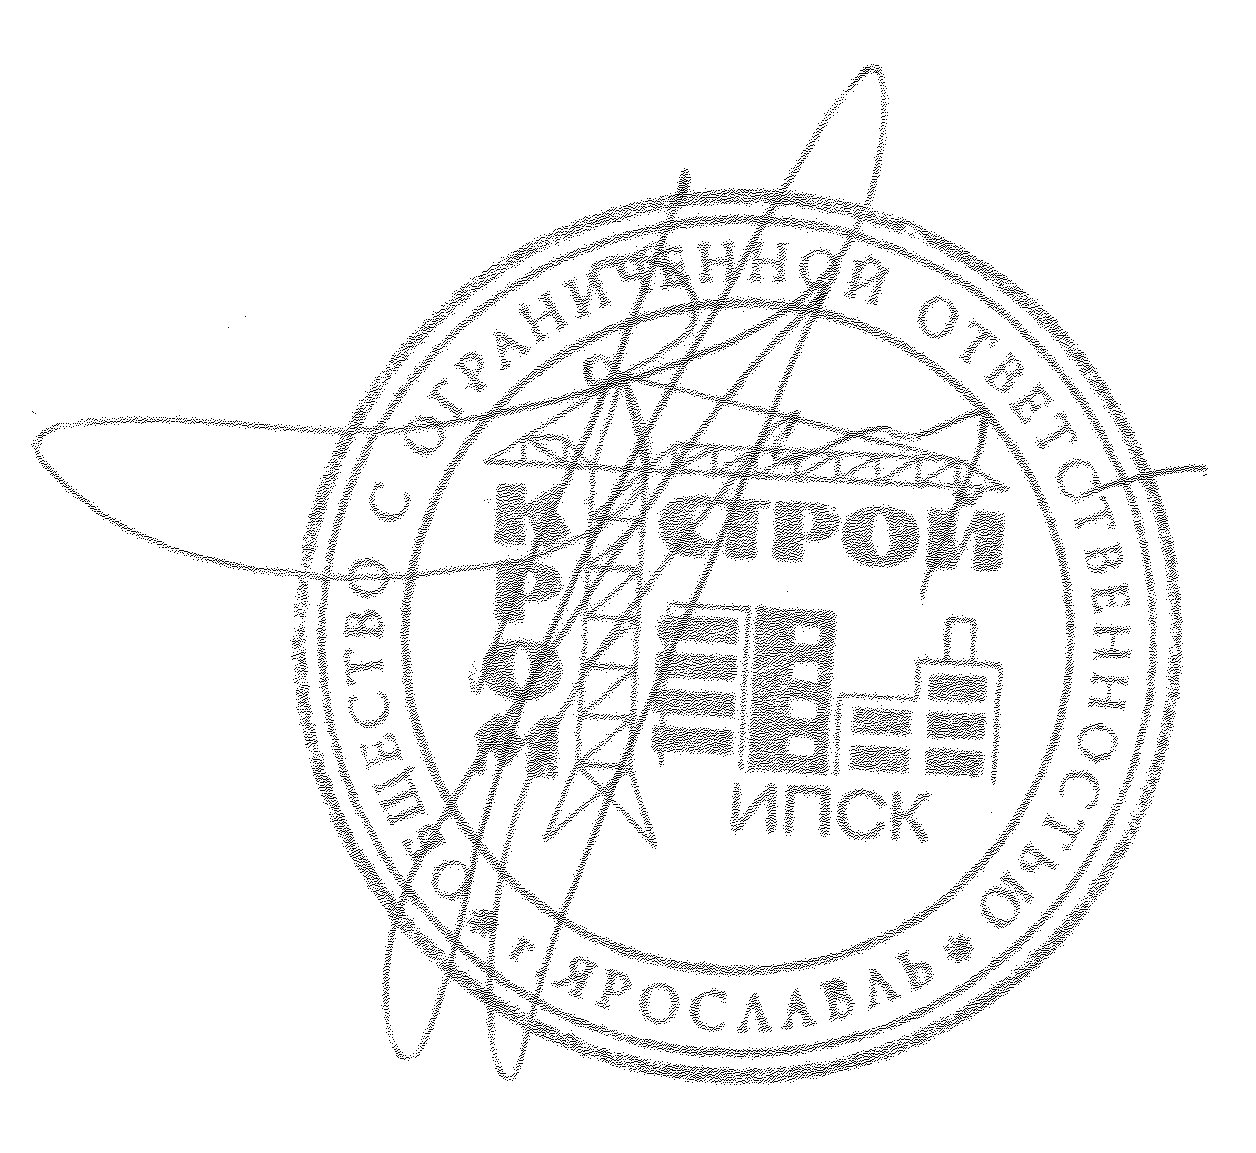 ОБЩЕСТВО С ОГРАНИЧЕННОЙ ОТВЕТСТВЕННОСТЬЮ
* г ЯРОСЛАВЛЬ *
СТРОЙ
ИПСК